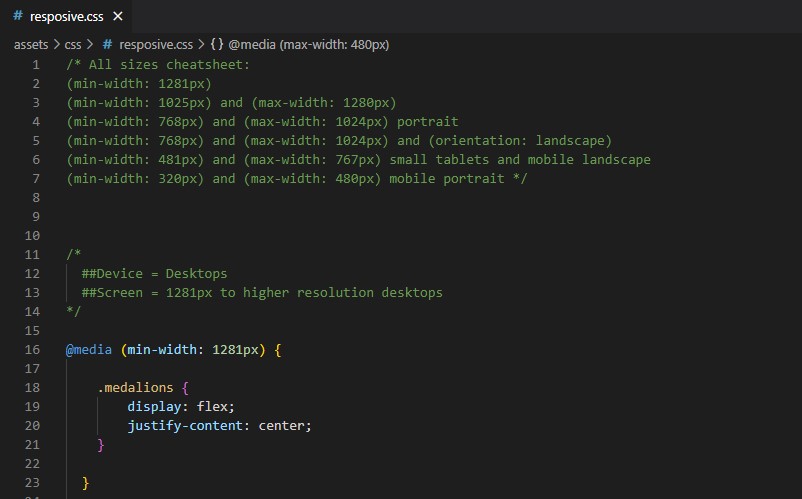 # resposive.css ×
assets > css > # resposive.css > {} @media (max-width: 480px)
1 /* All sizes cheatsheet:
2 (min-width: 1281px)
3 (min-width: 1025px) and (max-width: 1280px)
4 (min-width: 768px) and (max-width: 1024px) portrait
5 (min-width: 768px) and (max-width: 1024px) and (orientation: landscape)
6 (min-width: 481px) and (max-width: 767px) small tablets and mobile landscape
7 (min-width: 320px) and (max-width: 480px) mobile portrait */
8
9
10
11 /*
12 ##Device = Desktops
13 ##Screen = 1281px to higher resolution desktops
14 */
15
16 @media (min-width: 1281px) {
17
18 .medalions {
19 display: flex;
20 justify-content: center;
21 }
22
23 }